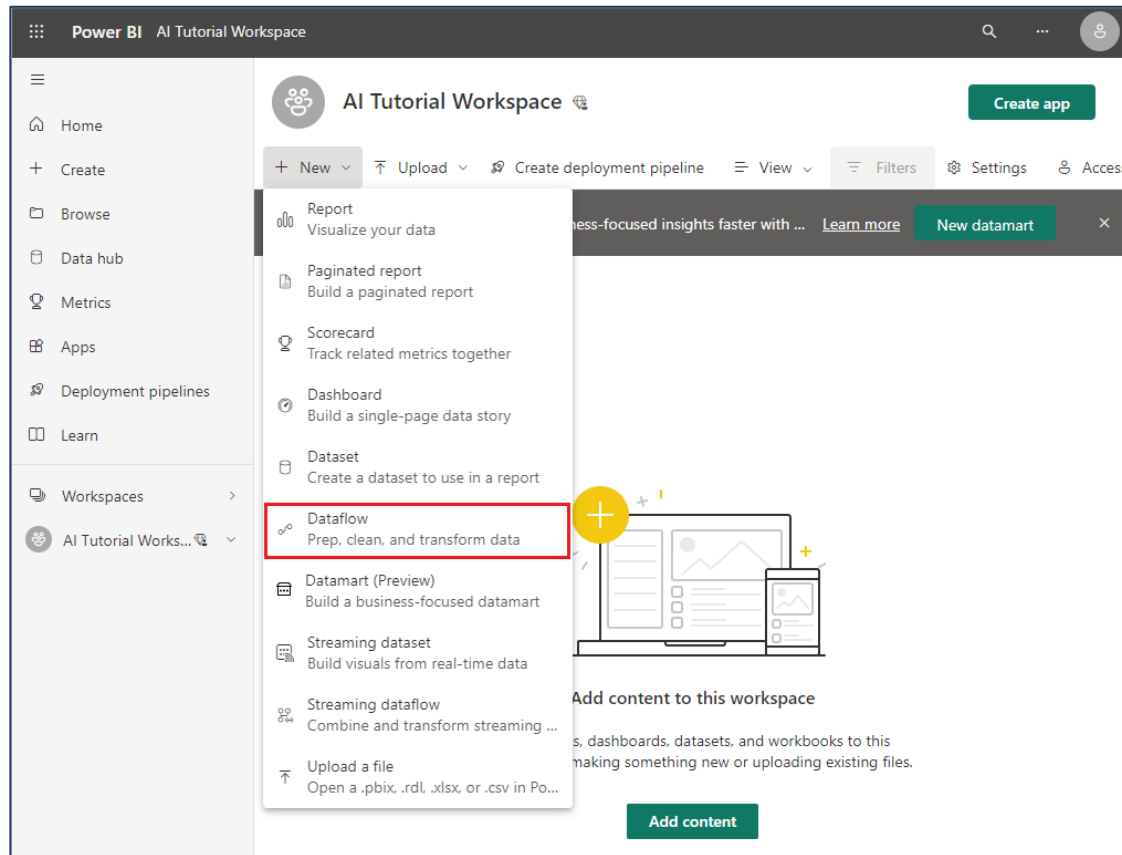 Power BI AI Tutorial Workspace
Home
Create
Browse
Data hub
Metrics
Apps
Deployment pipelines
Learn
Workspaces
AI Tutorial Works...
AI Tutorial Workspace
Create app
New
Upload
Create deployment pipeline
View
Filters
Settings
Acces
ness-focused insights faster with ... Learn more
New datamart
Report
Visualize your data
Paginated report
Build a paginated report
Scorecard
Track related metrics together
Dashboard
Build a single-page data story
Dataset
Create a dataset to use in a report
Dataflow
Prep, clean, and transform data
Datamart (Preview)
Build a business-focused datamart
Streaming dataset
Build visuals from real-time data
Streaming dataflow
Combine and transform streaming ...
Upload a file
Open a .pbix, .rdl, .xlsx, or .csv in Po...
Add content to this workspace
s, dashboards, datasets, and workbooks to this
making something new or uploading existing files.
Add content